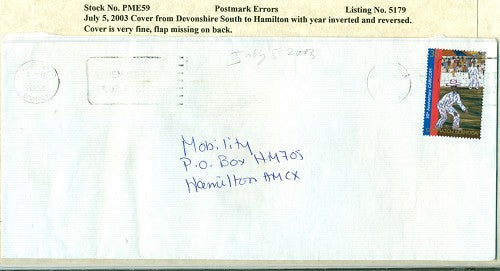 Stock No. PME59 Postmark Errors Listing No. 5179
July 5, 2003 Cover from Devonshire South to Hamilton with year inverted and reversed.
Cover is very fine, flap missing on back.
July 5 2003
Mobility
P.O. Box HM705
Hamilton HMCX